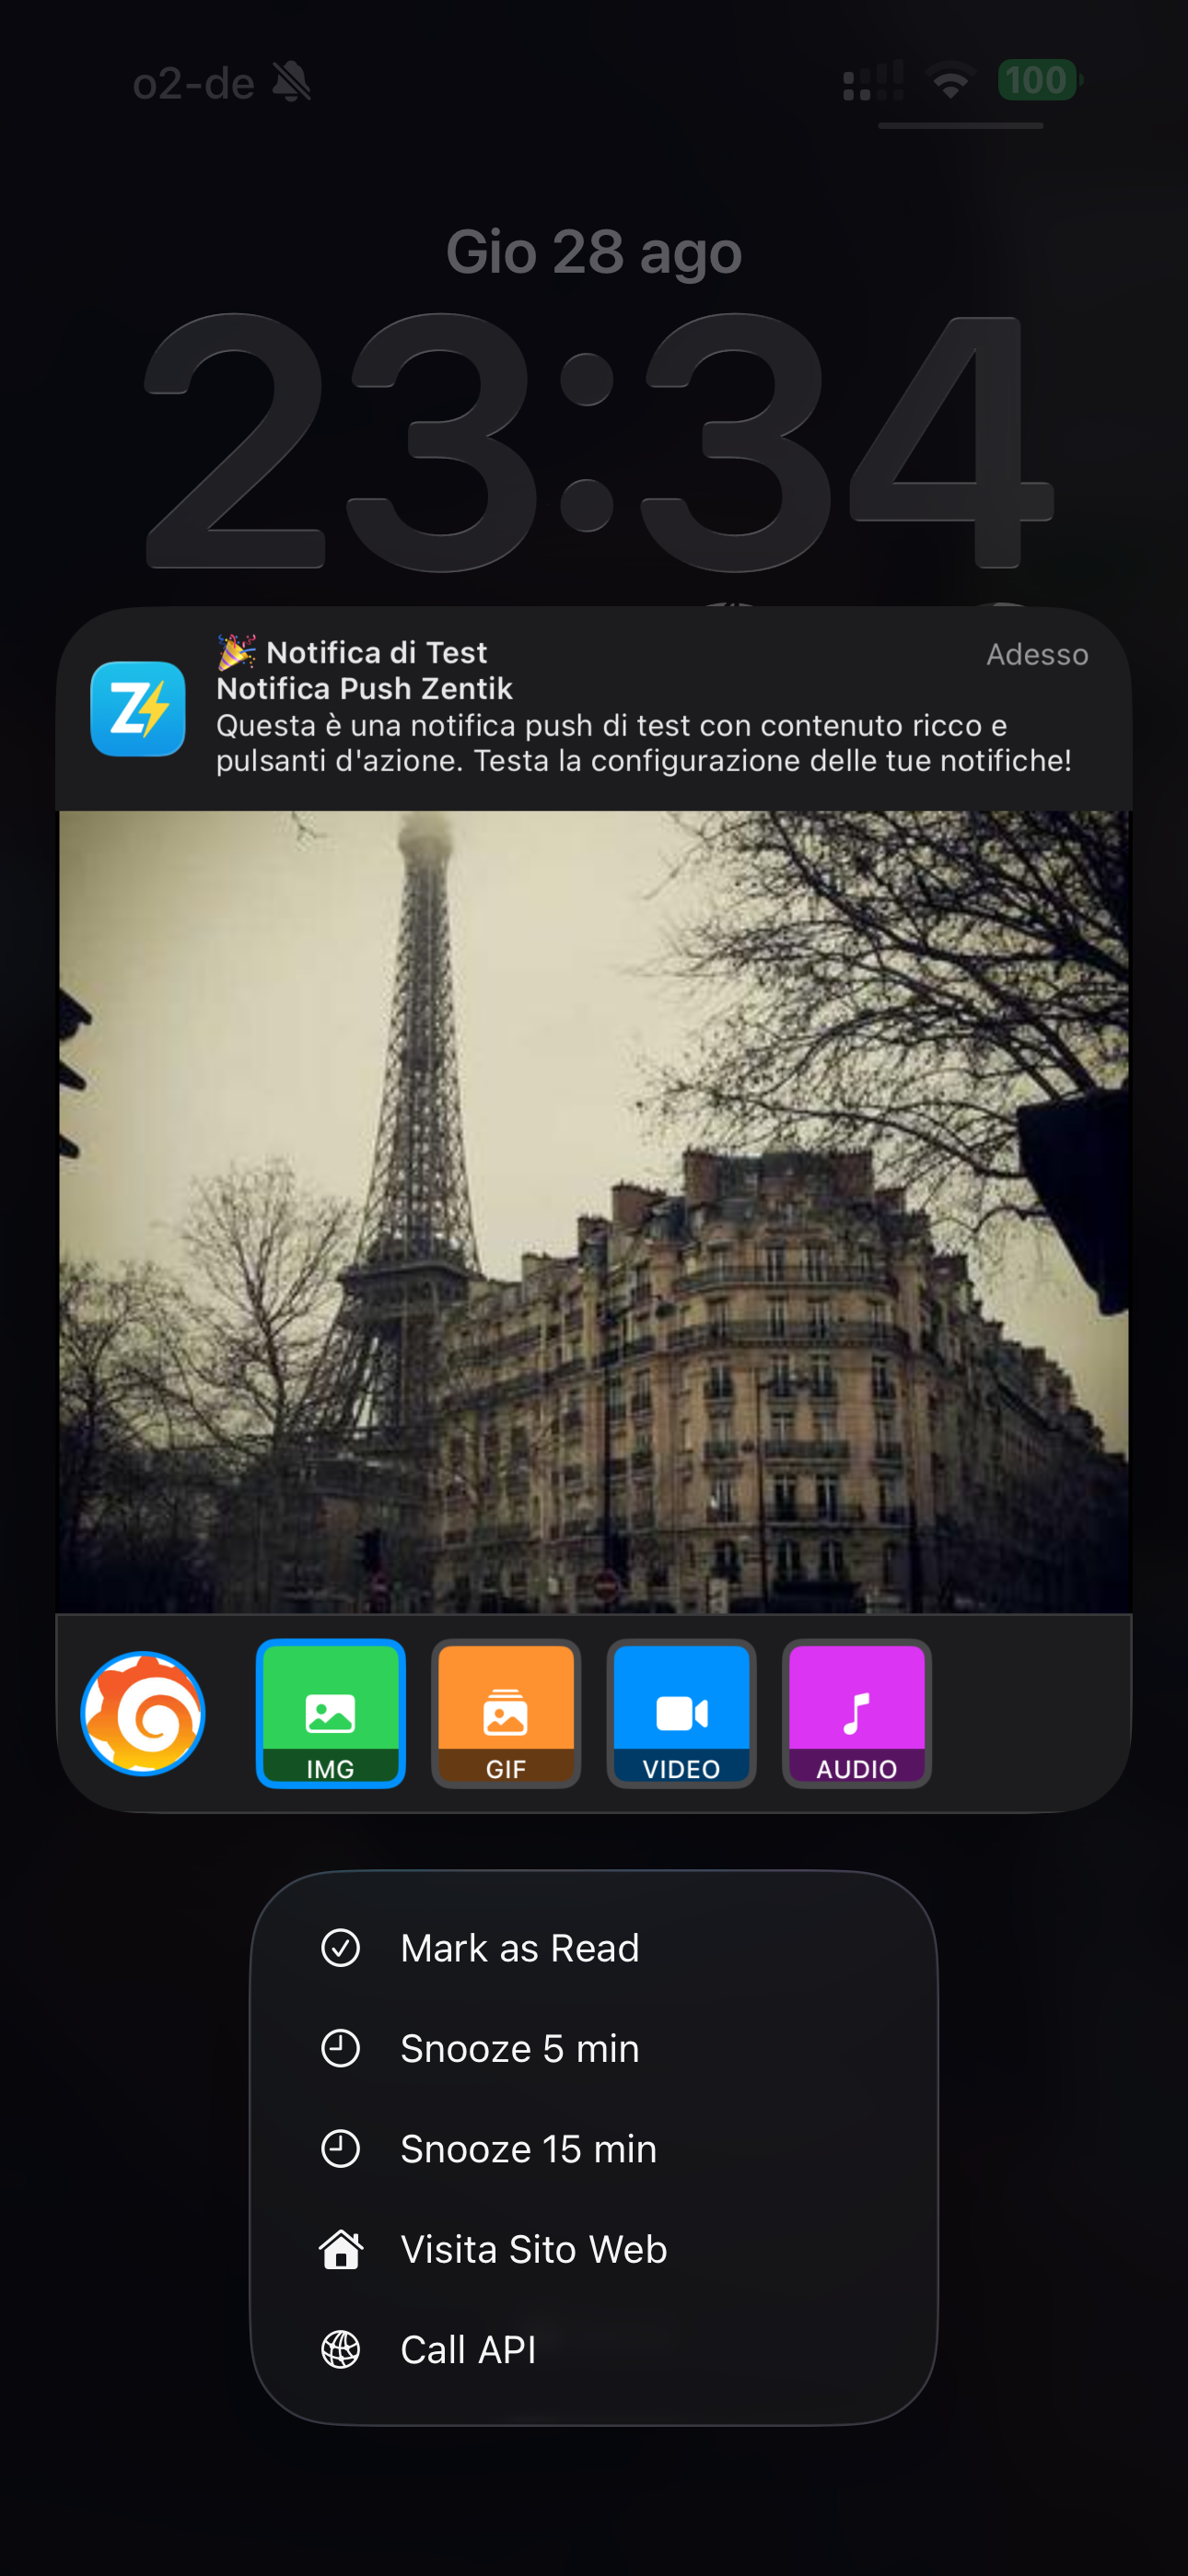 o2-de
100
Gio 28 ago
23:34
🎉 Notifica di Test
Adesso
Notifica Push Zentik
Questa è una notifica push di test con contenuto ricco e
pulsanti d'azione. Testa la configurazione delle tue notifiche!
Z
IMG
GIF
VIDEO
AUDIO
Mark as Read
Snooze 5 min
Snooze 15 min
Visita Sito Web
Call API